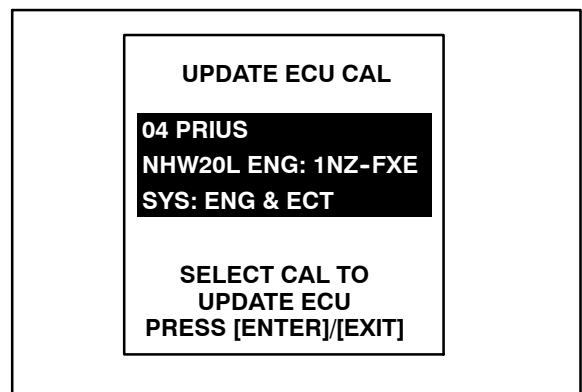 UPDATE ECU CAL
04 PRIUS
NHW20L ENG: 1NZ-FXE
SYS: ENG & ECT
SELECT CAL TO
UPDATE ECU
PRESS [ENTER]/[EXIT]